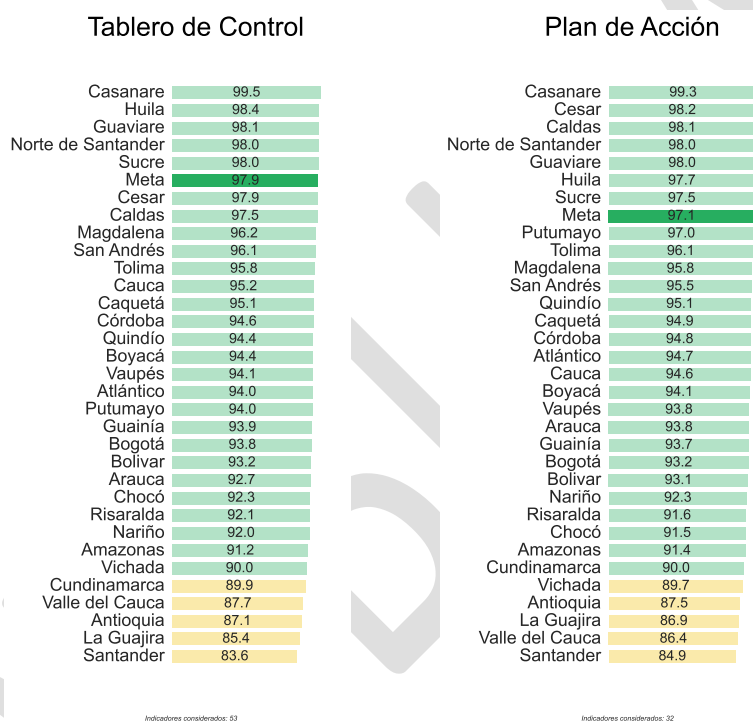 Tablero de Control
Casanare 99.5
Huila 98.4
Guaviare 98.1
Norte de Santander 98.0
Sucre 98.0
Meta 97.9
Cesar 97.9
Caldas 97.5
Magdalena 96.2
San Andrés 96.1
Tolima 95.8
Cauca 95.2
Caquetá 95.1
Córdoba 94.6
Quindío 94.4
Boyacá 94.4
Vaupés 94.1
Atlántico 94.0
Putumayo 94.0
Guainía 93.9
Bogotá 93.8
Bolivar 93.2
Arauca 92.7
Chocó 92.3
Risaralda 92.1
Nariño 92.0
Amazonas 91.2
Vichada 90.0
Cundinamarca 89.9
Valle del Cauca 87.7
Antioquia 87.1
La Guajira 85.4
Santander 83.6
Indicadores considerados: 53
Plan de Acción
Casanare 99.3
Cesar 98.2
Caldas 98.1
Norte de Santander 98.0
Guaviare 98.0
Huila 97.7
Sucre 97.5
Meta 97.1
Putumayo 97.0
Tolima 96.1
Magdalena 95.8
San Andrés 95.5
Quindío 95.1
Caquetá 94.9
Córdoba 94.8
Atlántico 94.7
Cauca 94.6
Boyacá 94.1
Vaupés 93.8
Arauca 93.8
Guainía 93.7
Bogotá 93.2
Bolivar 93.1
Nariño 92.3
Risaralda 91.6
Chocó 91.5
Amazonas 91.4
Cundinamarca 90.0
Vichada 89.7
Antioquia 87.5
La Guajira 86.9
Valle del Cauca 86.4
Santander 84.9
Indicadores considerados: 32